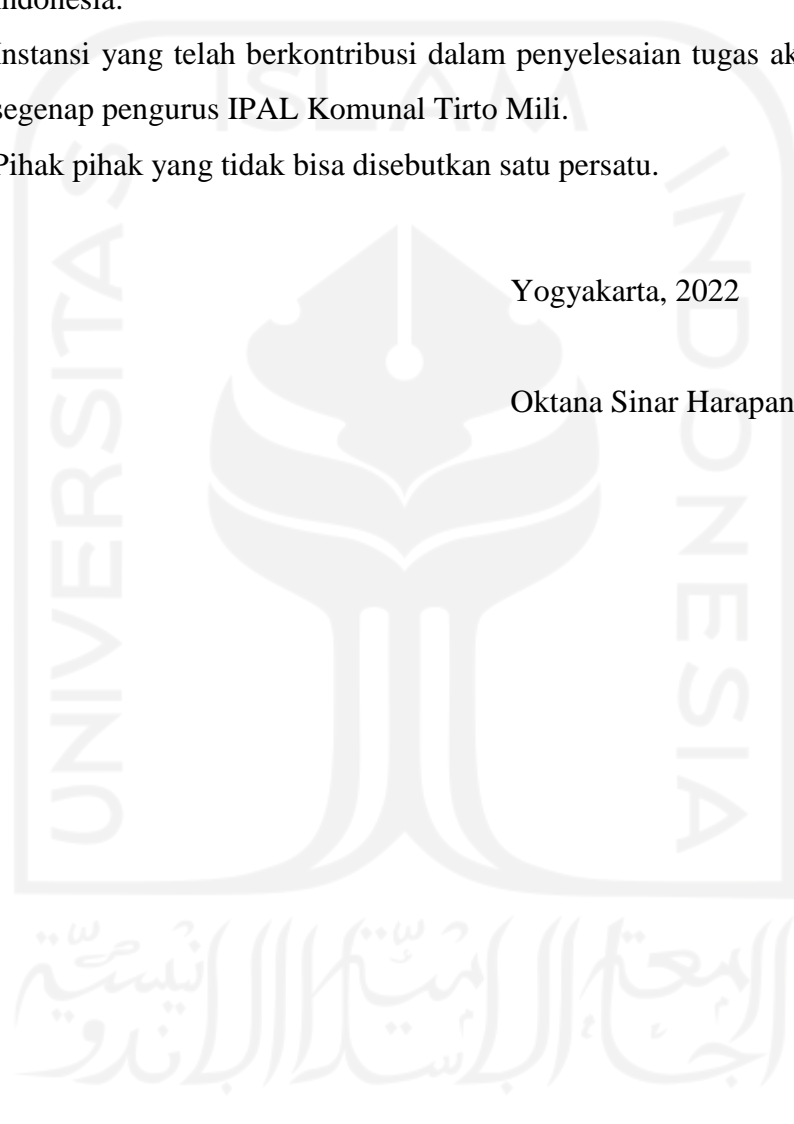 Indonesia.
Instansi yang telah berkontribusi dalam penyelesaian tugas
segenap pengurus IPAL Komunal Tirto Mili.
Pihak pihak yang tidak bisa disebutkan satu persatu.
Yogyakarta, 2022
Oktana Sinar Harapan
ISLAM
UNIVERSITAS
INDONESIA